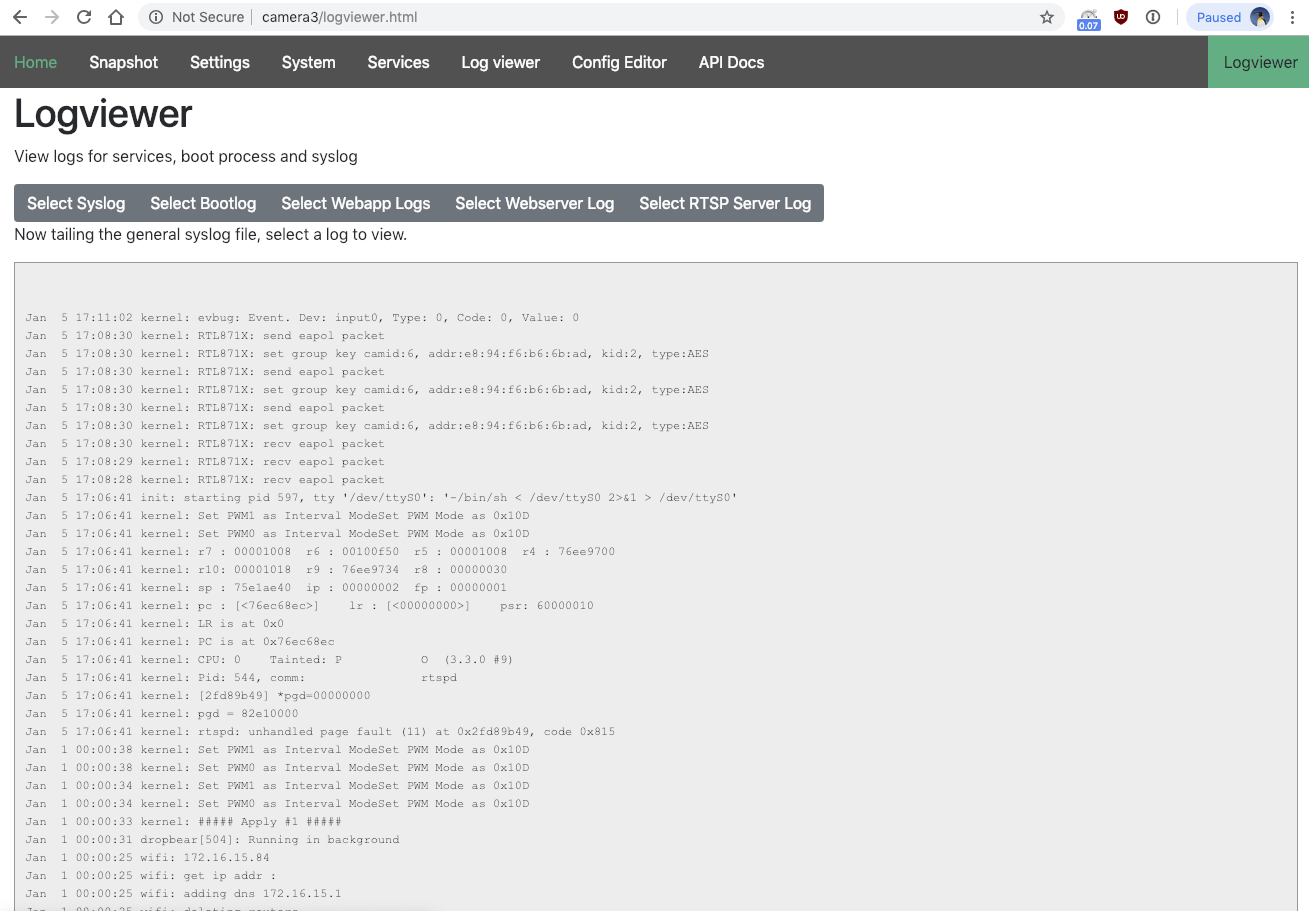 Not Secure camera3/logviewer.html
0.07
UO
Paused
Home Snapshot Settings System Services Log viewer Config Editor API Docs Logviewer
Logviewer
View logs for services, boot process and syslog
Select Syslog Select Bootlog Select Webapp Logs Select Webserver Log Select RTSP Server Log
Now tailing the general syslog file, select a log to view.
Jan  5 17:11:02 kernel: evbug: Event. Dev: input0, Type: 0, Code: 0, Value: 0
Jan  5 17:08:30 kernel: RTL871X: send eapol packet
Jan  5 17:08:30 kernel: RTL871X: set group key camid:6, addr:e8:94:f6:b6:6b:ad, kid:2, type:AES
Jan  5 17:08:30 kernel: RTL871X: send eapol packet
Jan  5 17:08:30 kernel: RTL871X: set group key camid:6, addr:e8:94:f6:b6:6b:ad, kid:2, type:AES
Jan  5 17:08:30 kernel: RTL871X: send eapol packet
Jan  5 17:08:30 kernel: RTL871X: set group key camid:6, addr:e8:94:f6:b6:6b:ad, kid:2, type:AES
Jan  5 17:08:30 kernel: RTL871X: recv eapol packet
Jan  5 17:08:29 kernel: RTL871X: recv eapol packet
Jan  5 17:08:28 kernel: RTL871X: recv eapol packet
Jan  5 17:06:41 init: starting pid 597, tty '/dev/ttyS0': '-/bin/sh < /dev/ttyS0 2>&1 > /dev/ttyS0'
Jan  5 17:06:41 kernel: Set PWM1 as Interval ModeSet PWM Mode as 0x10D
Jan  5 17:06:41 kernel: Set PWM0 as Interval ModeSet PWM Mode as 0x10D
Jan  5 17:06:41 kernel: r7 : 00001008  r6 : 00100f50  r5 : 00001008  r4 : 76ee9700
Jan  5 17:06:41 kernel: r10: 00001018  r9 : 76ee9734  r8 : 00000030
Jan  5 17:06:41 kernel: sp : 75e1ae40  ip : 00000002  fp : 00000001
Jan  5 17:06:41 kernel: pc : [<76ec68ec>]    lr : [<00000000>]    psr: 60000010
Jan  5 17:06:41 kernel: LR is at 0x0
Jan  5 17:06:41 kernel: PC is at 0x76ec68ec
Jan  5 17:06:41 kernel: CPU: 0    Tainted: P           O  (3.3.0 #9)
Jan  5 17:06:41 kernel: Pid: 544, comm:                rtspd
Jan  5 17:06:41 kernel: [2fd89b49] *pgd=00000000
Jan  5 17:06:41 kernel: pgd = 82e10000
Jan  5 17:06:41 kernel: rtspd: unhandled page fault (11) at 0x2fd89b49, code 0x815
Jan  1 00:00:38 kernel: Set PWM1 as Interval ModeSet PWM Mode as 0x10D
Jan  1 00:00:38 kernel: Set PWM0 as Interval ModeSet PWM Mode as 0x10D
Jan  1 00:00:34 kernel: Set PWM1 as Interval ModeSet PWM Mode as 0x10D
Jan  1 00:00:34 kernel: Set PWM0 as Interval ModeSet PWM Mode as 0x10D
Jan  1 00:00:33 kernel: ##### Apply #1 #####
Jan  1 00:00:31 dropbear[504]: Running in background
Jan  1 00:00:25 wifi: 172.16.15.84
Jan  1 00:00:25 wifi: get ip addr :
Jan  1 00:00:25 wifi: adding dns 172.16.15.1